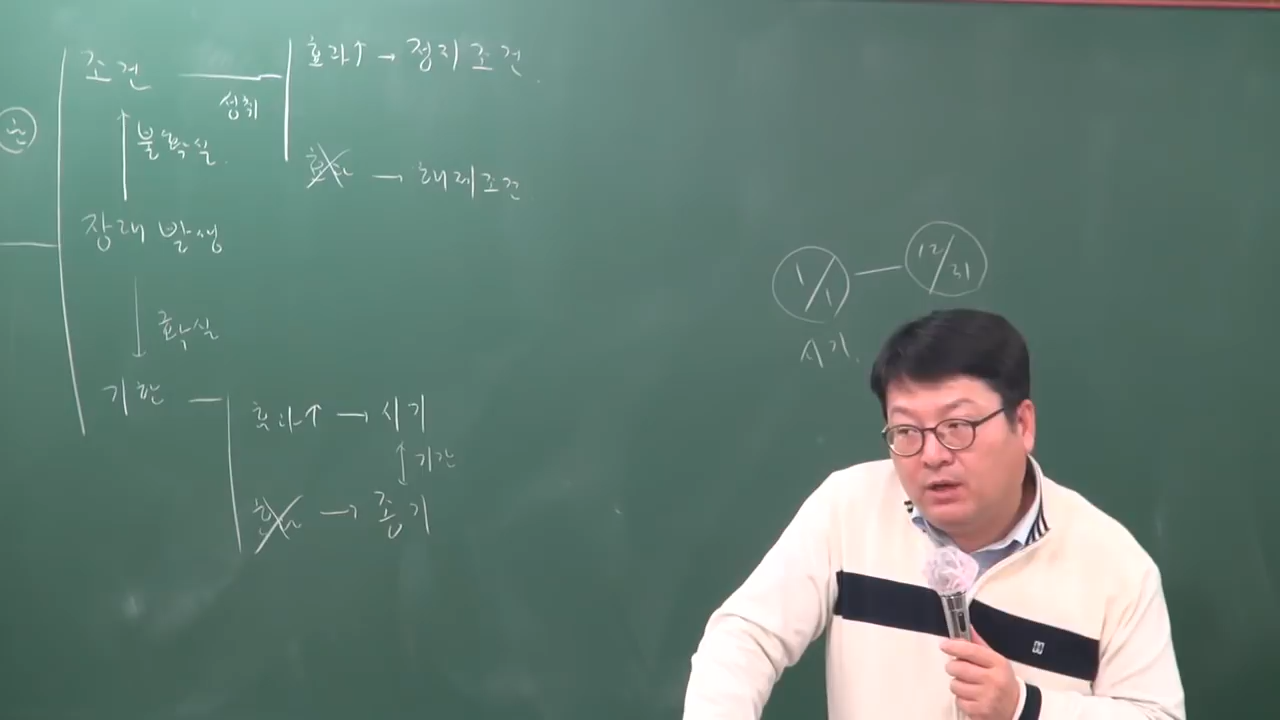 조건
성취
효과↑ → 정지조건
효과 → 해제조건
불확실
장래 발생
확실
기한
효과↑ → 시기
기간
효과 → 종기
1/1 — 12/31
시기